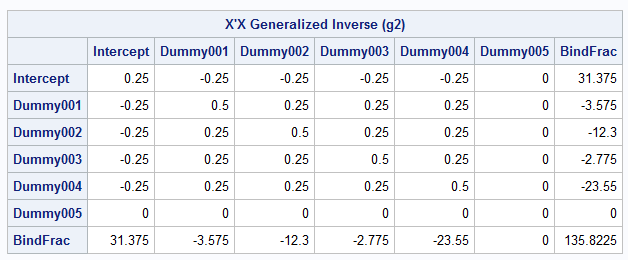 X'X Generalized Inverse (g2)
Intercept Dummy001 Dummy002 Dummy003 Dummy004 Dummy005 BindFrac
Intercept 0.25 -0.25 -0.25 -0.25 -0.25 0 31.375
Dummy001 -0.25 0.5 0.25 0.25 0.25 0 -3.575
Dummy002 -0.25 0.25 0.5 0.25 0.25 0 -12.3
Dummy003 -0.25 0.25 0.25 0.5 0.25 0 -2.775
Dummy004 -0.25 0.25 0.25 0.25 0.5 0 -23.55
Dummy005 0 0 0 0 0 0 0
BindFrac 31.375 -3.575 -12.3 -2.775 -23.55 0 135.8225